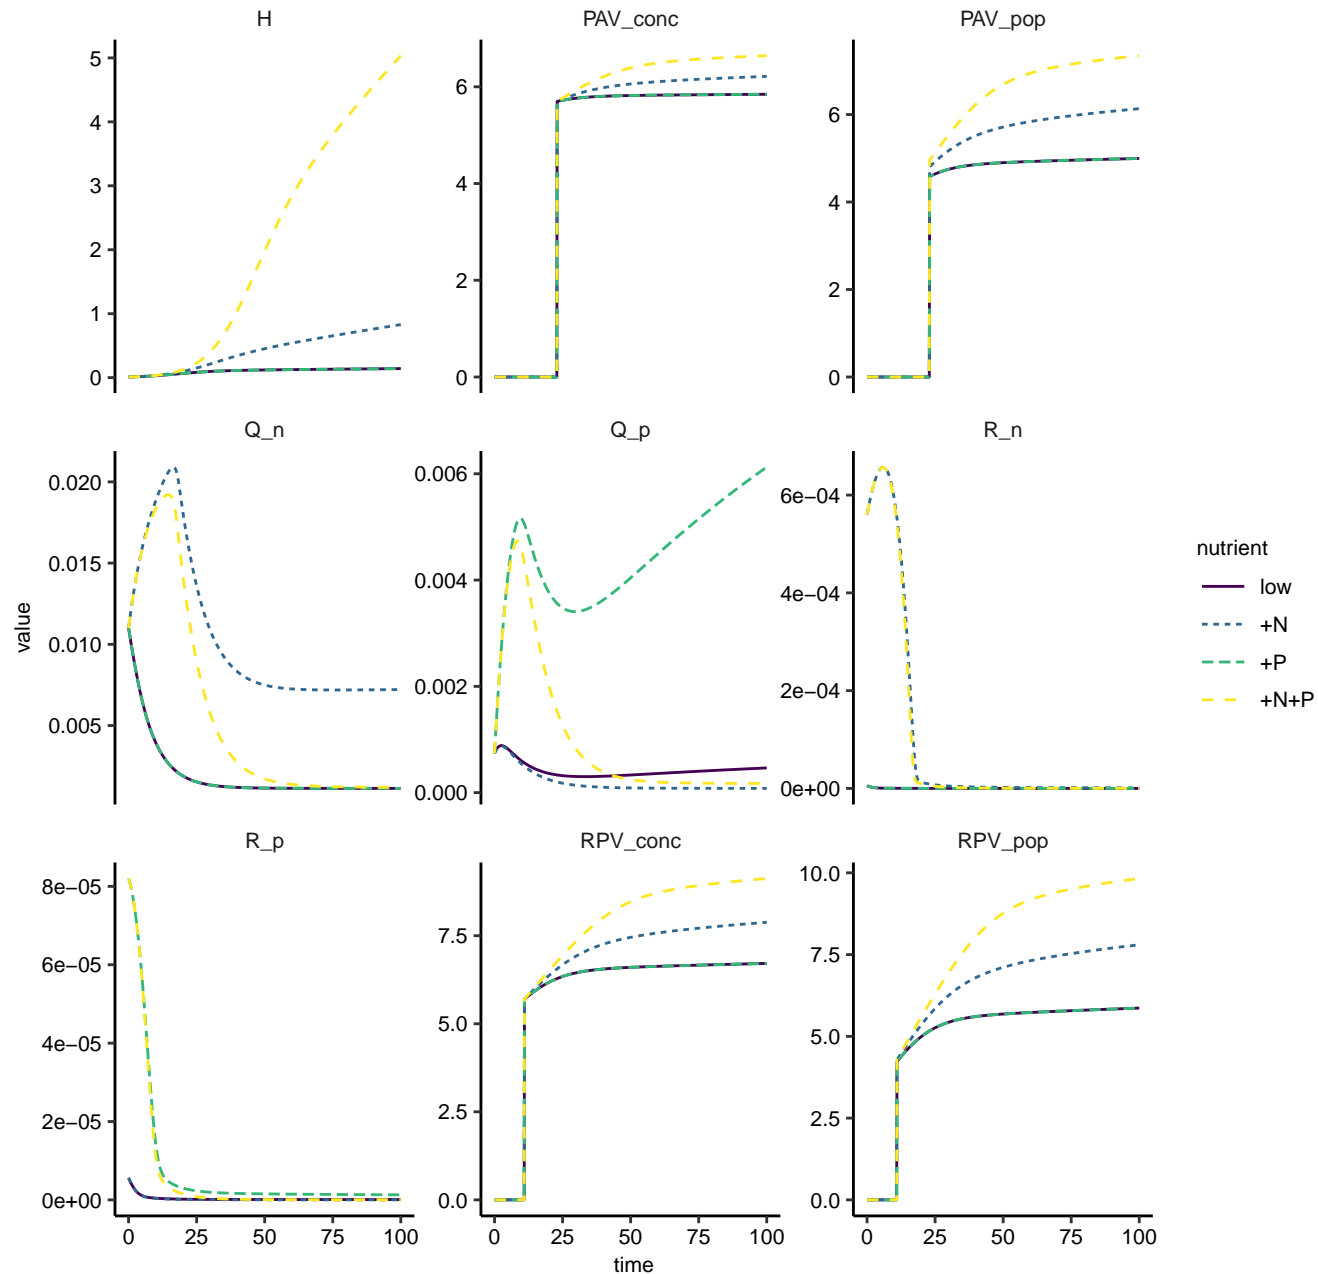 H
PAV_conc
PAV_pop
5
4
3
2
1
0
6
4
2
0
6
4
2
0
Q_n
Q_p
R_n
value
0.020
0.015
0.010
0.005
0.006
0.004
0.002
0.000
6e−04
4e−04
2e−04
0e+00
nutrient
low
+N
+P
+N+P
R_p
RPV_conc
RPV_pop
8e−05
6e−05
4e−05
2e−05
0e+00
7.5
5.0
2.5
0.0
10.0
7.5
5.0
2.5
0.0
0 25 50 75 100
0 25 50 75 100
0 25 50 75 100
time